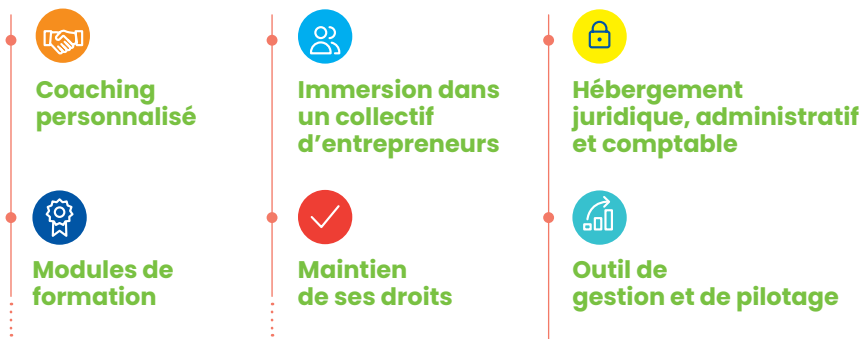 Coaching
personnalisé
Immersion dans
un collectif
d’entrepreneurs
Hébergement
juridique, administratif
et comptable
Modules de
formation
Maintien
de ses droits
Outil de
gestion et de pilotage